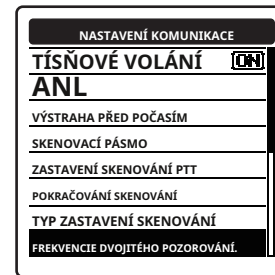 NASTAVENÍ KOMUNIKACE
TÍSŇOVÉ VOLÁNÍ ON
ANL
VÝSTRAHA PŘED POČASÍM
SKENOVACÍ PÁSMO
ZASTAVENÍ SKENOVÁNÍ PTT
POKRAČOVÁNÍ SKENOVÁNÍ
TYP ZASTAVENÍ SKENOVÁNÍ
FREKVENCIE DVOJITÉHO POZOROVÁNÍ.